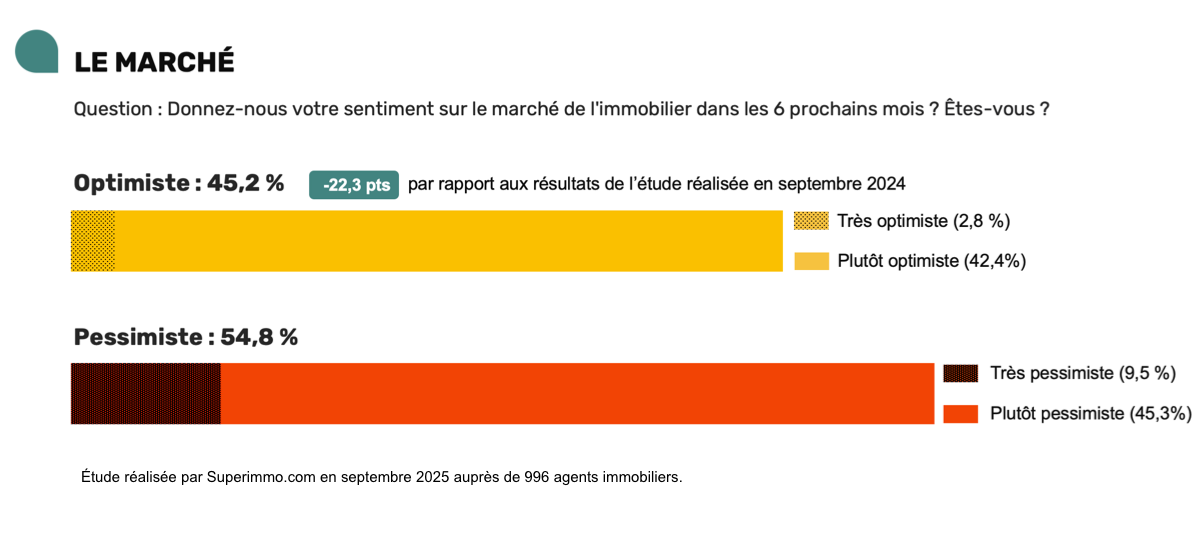 LE MARCHÉ
Question : Donnez-nous votre sentiment sur le marché de l'immobilier dans les 6 prochains mois ? Êtes-vous ?
Optimiste : 45,2 % -22,3 pts par rapport aux résultats de l’étude réalisée en septembre 2024
Très optimiste (2,8 %)
Plutôt optimiste (42,4%)
Pessimiste : 54,8 %
Très pessimiste (9,5 %)
Plutôt pessimiste (45,3%)
Étude réalisée par Superimmo.com en septembre 2025 auprès de 996 agents immobiliers.